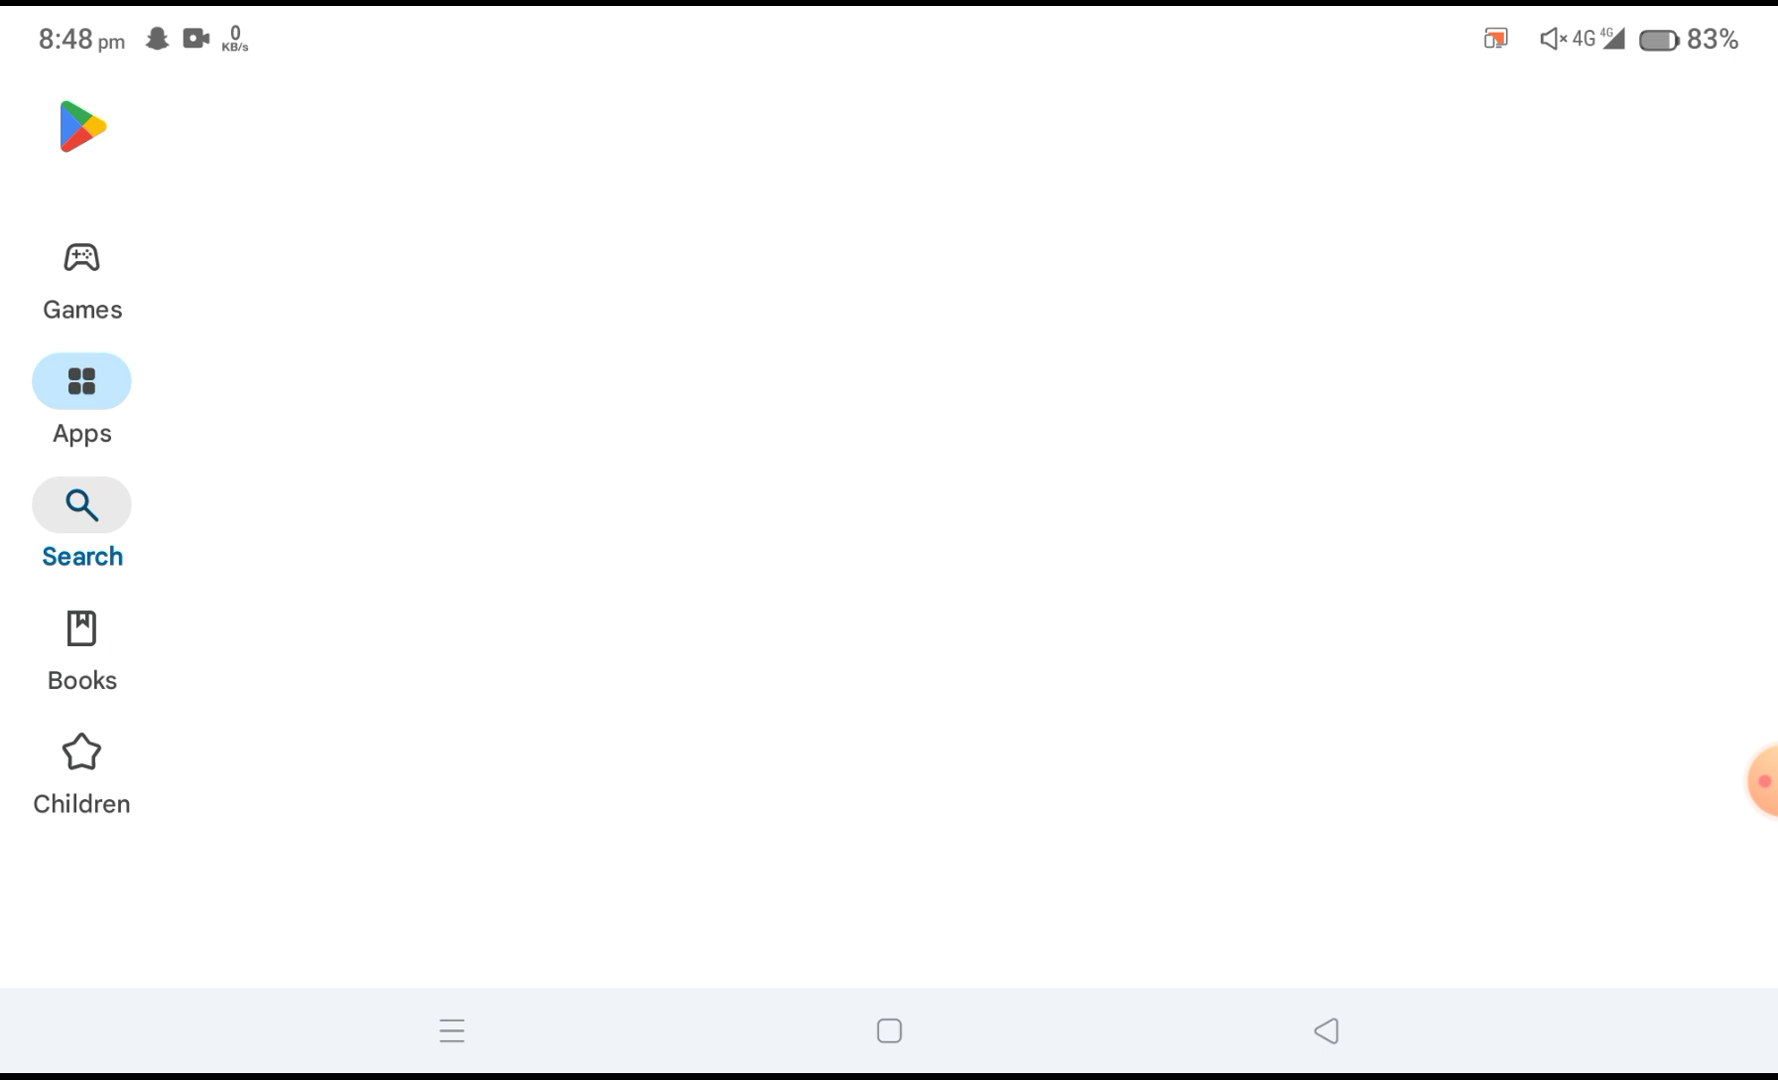 8:48 pm 0 KB/s 4G 4G 83%
Games
Apps
Search
Books
Children